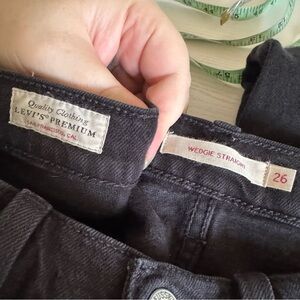 Quality Clothing
LEVI'S® PREMIUM
SAN FRANCISCO CAL
WEDGIE STRAIGHT
26